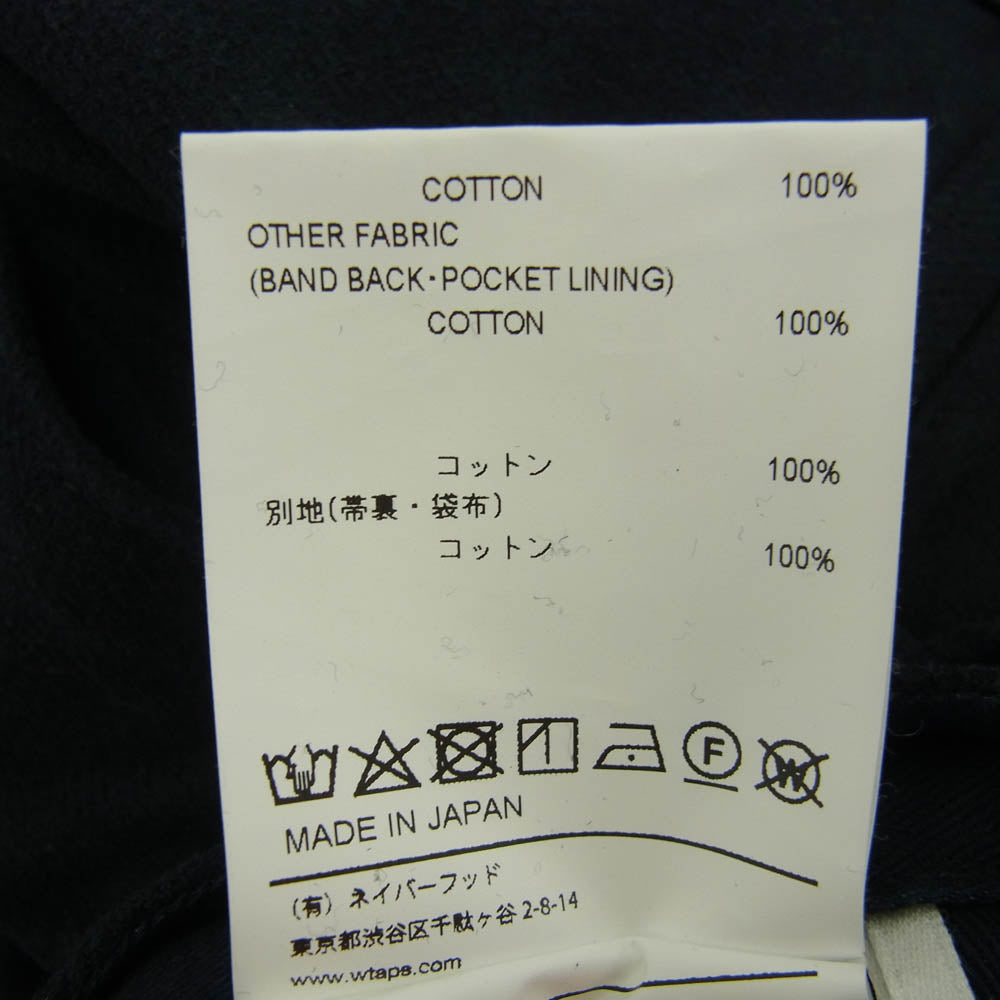 COTTON 100%
OTHER FABRIC
(BAND BACK・POCKET LINING)
COTTON 100%
コットン 100%
別地(帯裏・袋布)
コットン 100%
F W
MADE IN JAPAN
(有) ネイバーフッド
東京都渋谷区千駄ヶ谷 2-8-14
www.wtaps.com